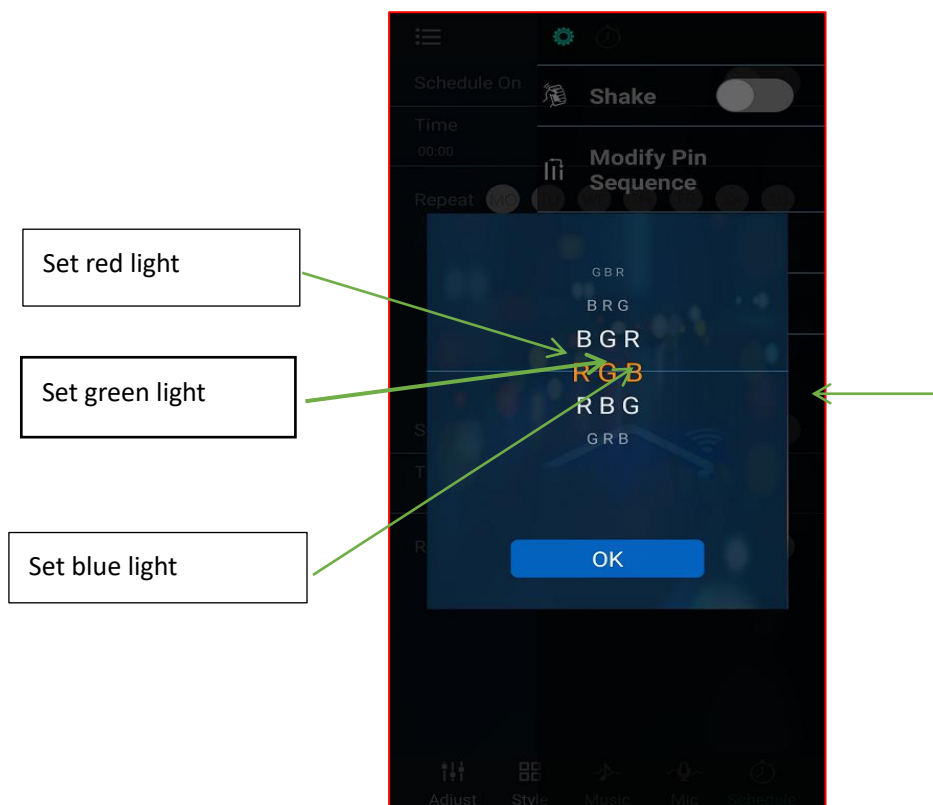 Schedule On
Shake
Time
00:00
Modify Pin
Sequence
Repeat MO
Set red light
GBR
BRG
BGR
Set green light
RGB
RBG
GRB
Set blue light
OK
Adjust Style Music Mic Schedule